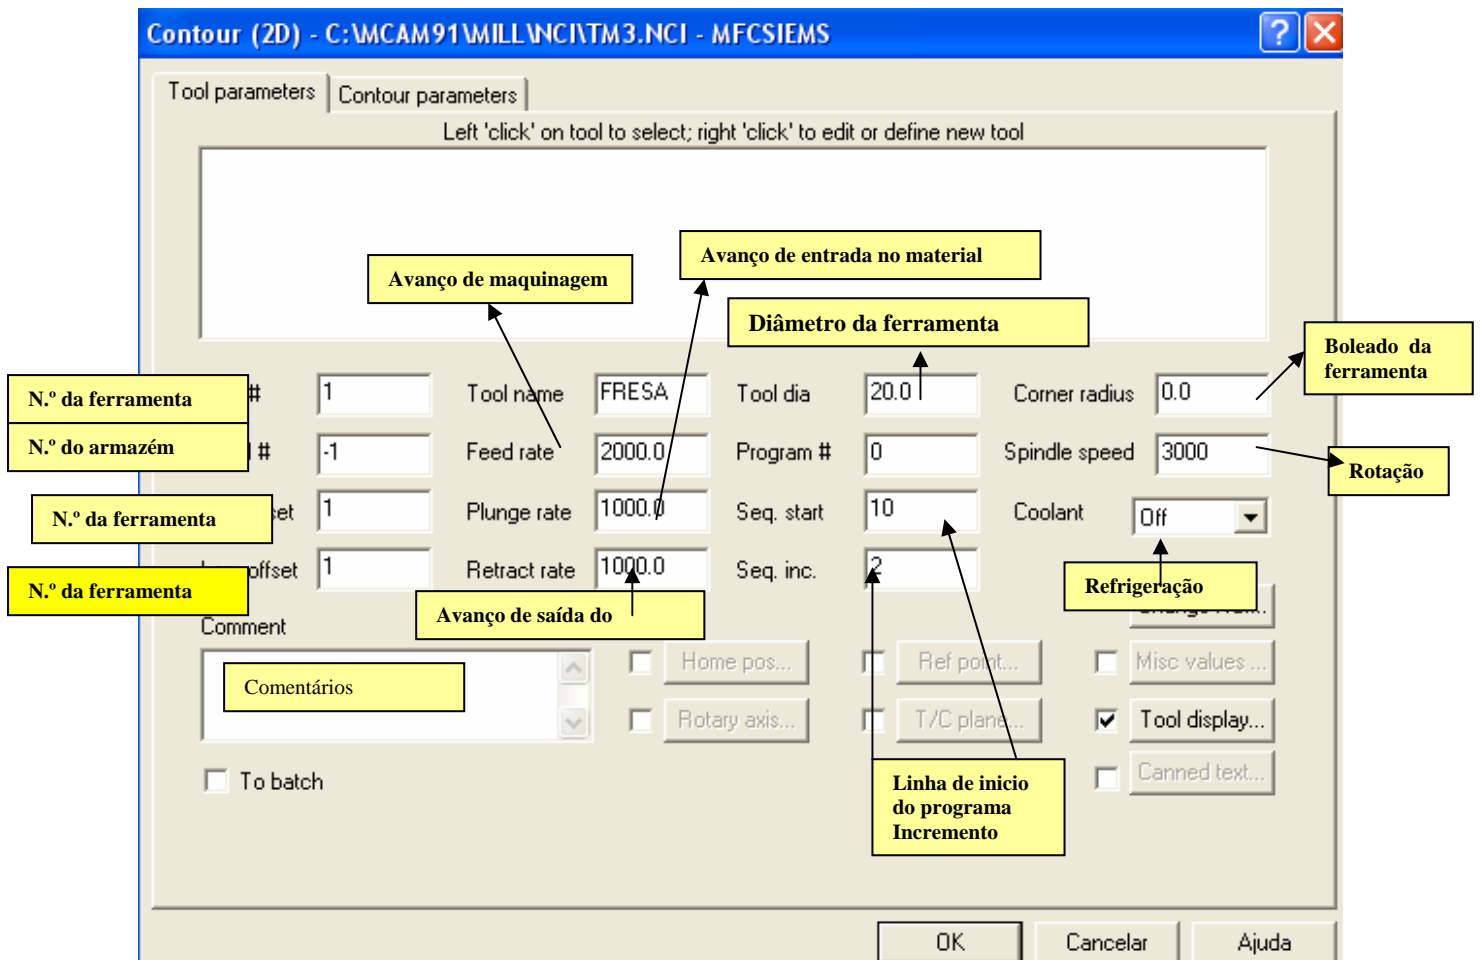 Contour (2D) - C:\MCAM91\MILL\NCI\TM3.NCI - MFCSIEMS
Tool parameters
Contour parameters
Left 'click' on tool to select; right 'click' to edit or define new tool
Avanço de entrada no material
Avanço de maquinagem
Diâmetro da ferramenta
Boleado da
ferramenta
N.º da ferramenta
# 1 Tool name FRESA Tool dia 20.0 Corner radius 0.0
N.º do armazém
# -1 Feed rate 2000.0 Program # 0 Spindle speed 3000
Rotação
N.º da ferramenta
1 Plunge rate 1000.0 Seq. start 10 Coolant Off
N.º da ferramenta
offset 1 Retract rate 1000.0 Seq. inc. 2
Refrigeração
Avanço de saída do
Comment
Comentários
Home pos... Ref point... Misc values ...
Rotary axis... T/C plane... Tool display...
To batch
Linha de inicio
do programa
Incremento
Canned text...
OK Cancelar Ajuda